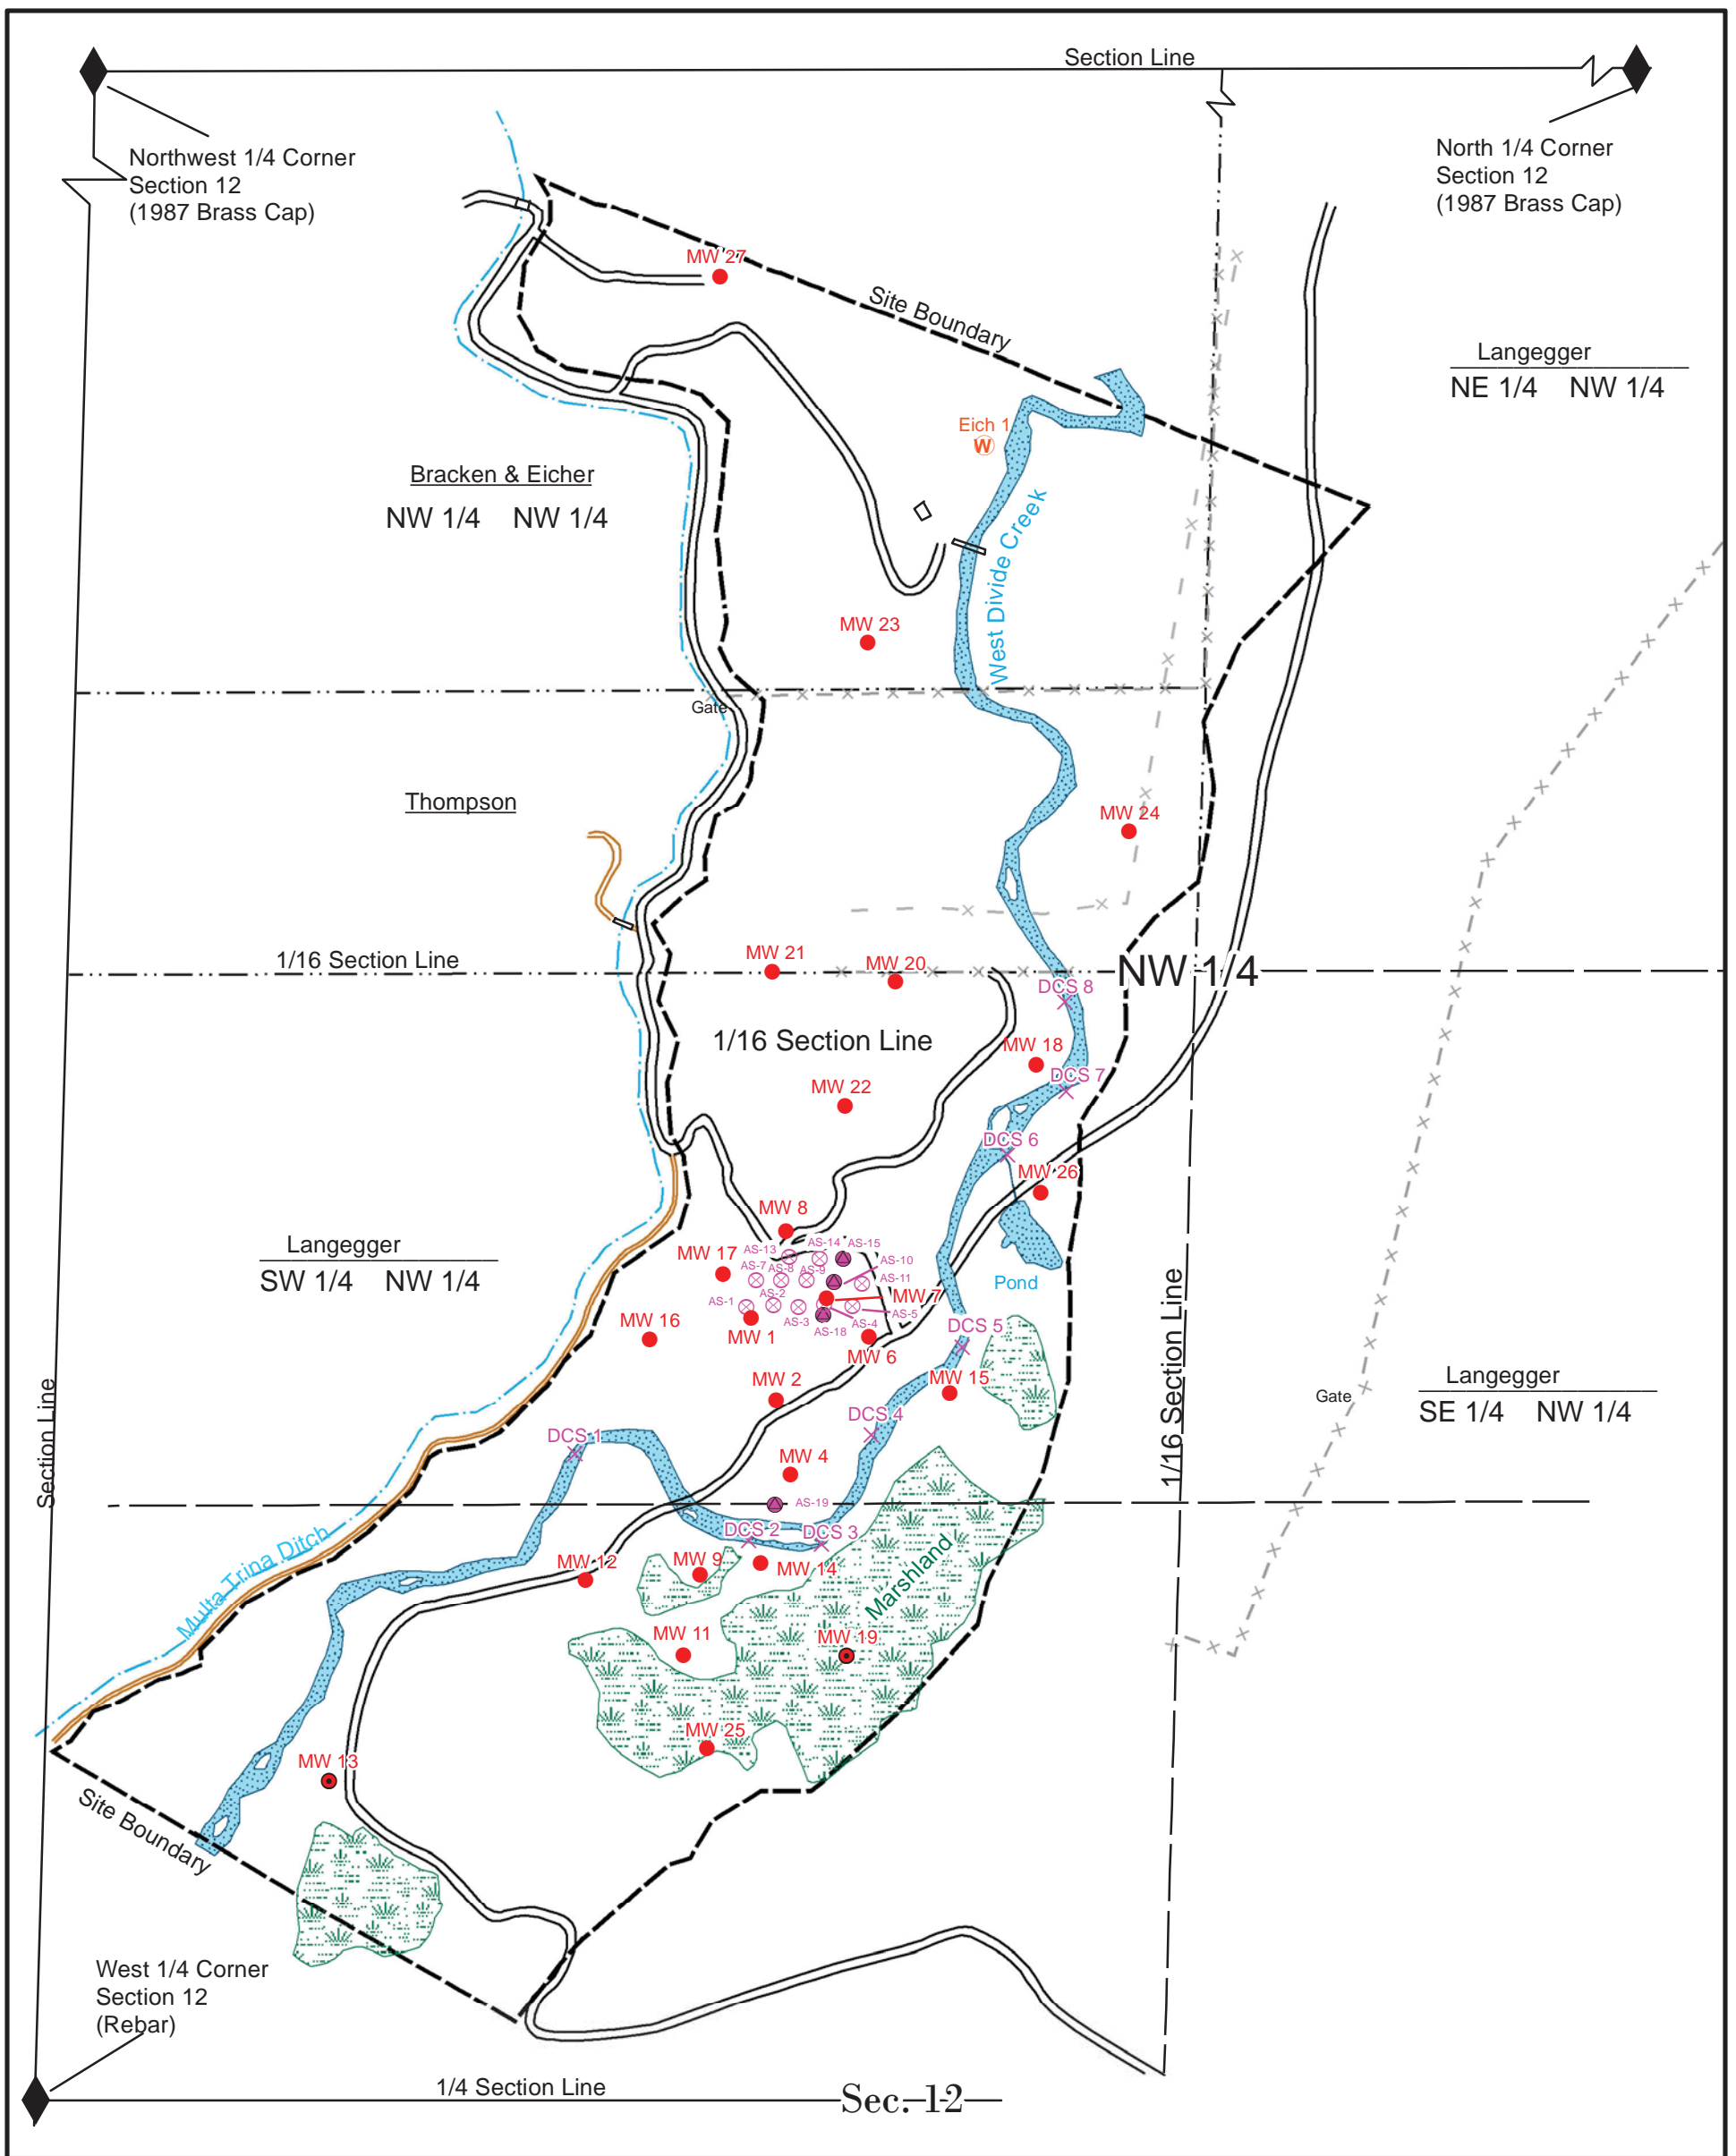 Section Line
Northwest 1/4 Corner
Section 12
(1987 Brass Cap)
North 1/4 Corner
Section 12
(1987 Brass Cap)
MW 27
Site Boundary
Langegger
NE 1/4 NW 1/4
Eich 1
W
Bracken & Eicher
NW 1/4 NW 1/4
West Divide Creek
MW 23
Gate
Thompson
MW 24
1/16 Section Line
MW 21
MW 20
NW 1/4
DCS 8
1/16 Section Line
MW 18
DCS 7
MW 22
DCS 6
MW 26
MW 8
Langegger
SW 1/4 NW 1/4
MW 17
AS-13
AS-14
AS-15
AS-7
AS-8
AS-9
AS-10
AS-11
Pond
AS-1
AS-2
MW 7
AS-3
AS-18
AS-4
AS-5
MW 16
MW 1
MW 6
DCS 5
1/16 Section Line
Section Line
MW 2
MW 15
Gate
Langegger
SE 1/4 NW 1/4
DCS 1
DCS 4
MW 4
AS-19
Multa Trina Ditch
DCS 2
DCS 3
MW 12
MW 9
MW 14
Marshland
MW 11
MW 19
MW 25
MW 13
Site Boundary
West 1/4 Corner
Section 12
(Rebar)
1/4 Section Line
Sec. 12